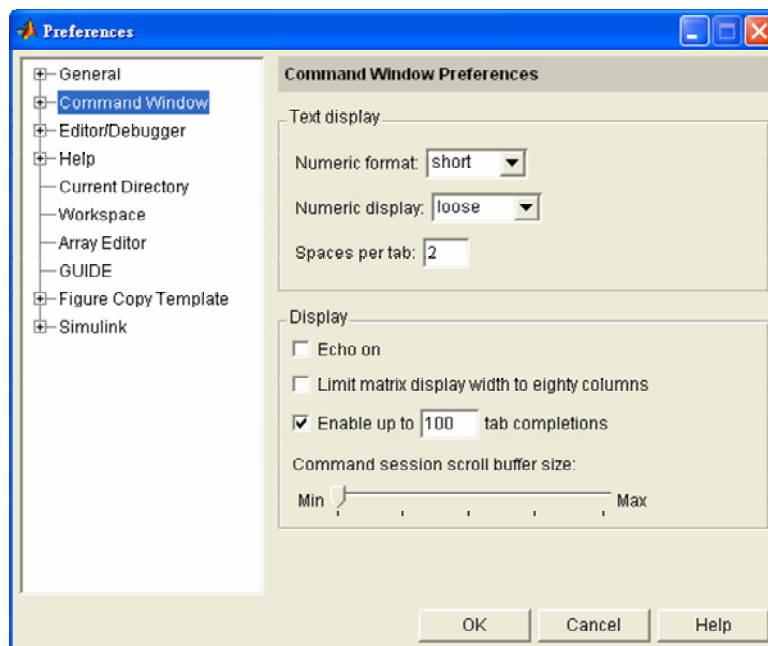 Preferences
General
Command Window
Editor/Debugger
Help
Current Directory
Workspace
Array Editor
GUIDE
Figure Copy Template
Simulink
Command Window Preferences
Text display
Numeric format: short
Numeric display: loose
Spaces per tab: 2
Display
Echo on
Limit matrix display width to eighty columns
Enable up to 100 tab completions
Command session scroll buffer size:
Min Max
OK Cancel Help